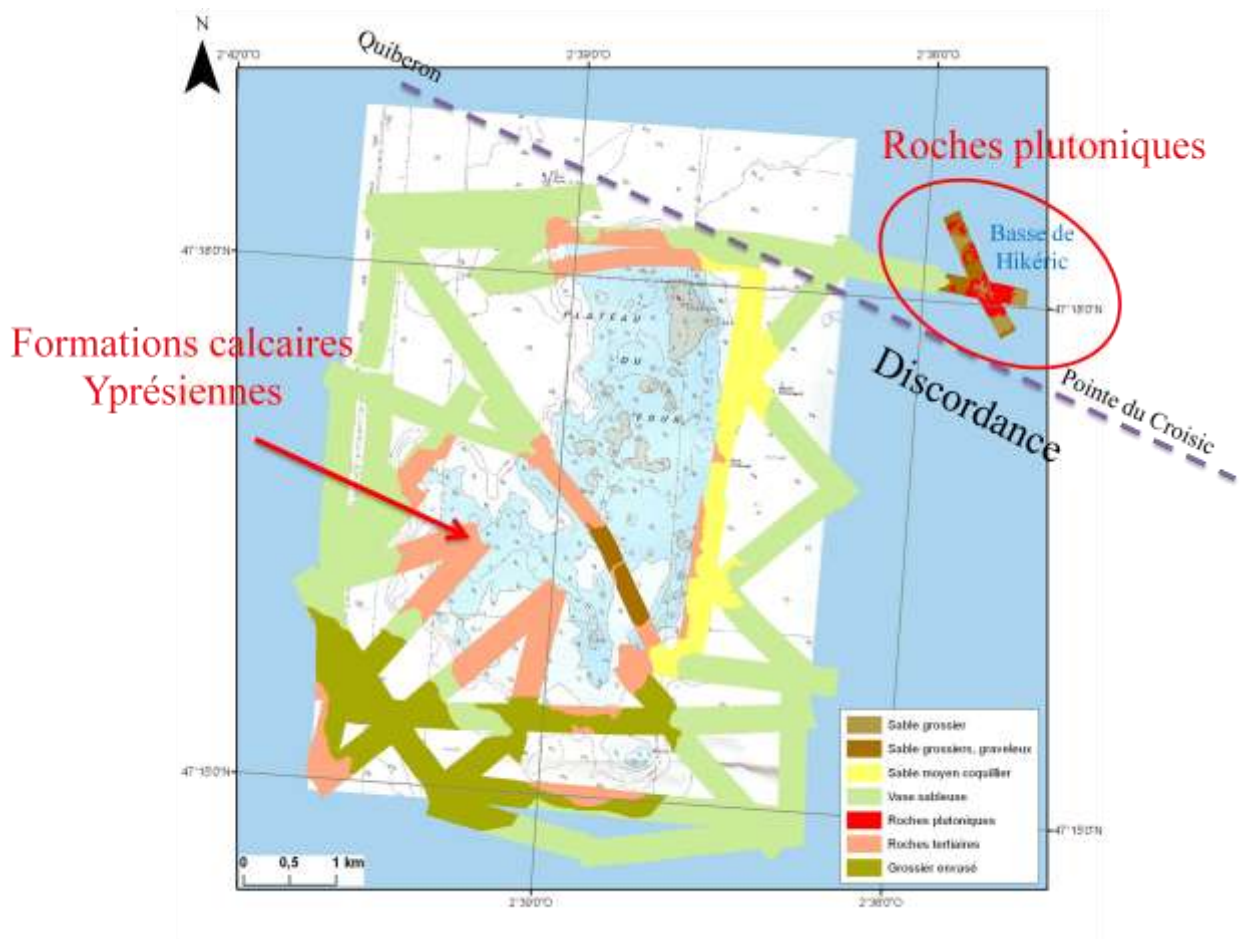 N
Quiberon
2°42'0"O
2°39'0"O
2°36'0"O
Roches plutoniques
Basse de
Hikéric
47°18'0"N
47°18'0"N
PLATEAU
DU
FOUR
Formations calcaires
Yprésiennes
Discordance
Pointe du Croisic
Sable grossier
Sable grossiers, graveleux
Sable moyen coquillier
Vase sableuse
Roches plutoniques
Roches tertiaires
Grossier envasé
47°15'0"N
47°15'0"N
0 0,5 1 km
2°39'0"O
2°36'0"O